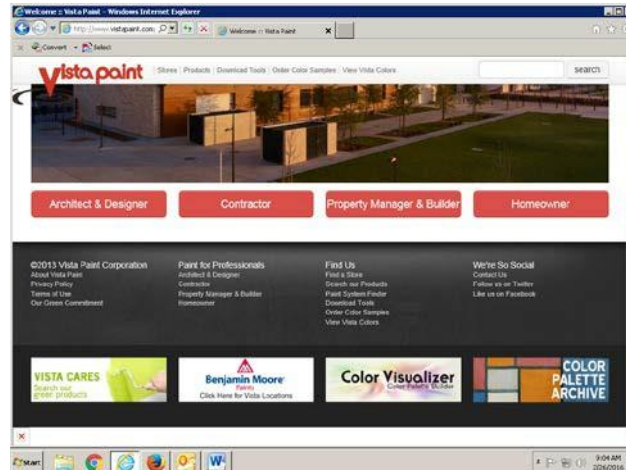 Welcome :: Vista Paint - Windows Internet Explorer
http://www.vistapaint.com
Welcome :: Vista Paint
Convert Select
Vista paint
Stores | Products | Download Tools | Order Color Samples | View Vista Colors
search
Architect & Designer
Contractor
Property Manager & Builder
Homeowner
©2013 Vista Paint Corporation
About Vista Paint
Privacy Policy
Terms of Use
Our Green Commitment
Paint for Professionals
Architect & Designer
Contractor
Property Manager & Builder
Homeowner
Find Us
Find a Store
Search our Products
Paint System Finder
Download Tools
Order Color Samples
View Vista Colors
We're So Social
Contact Us
Follow us on Twitter
Like us on Facebook
VISTA CARES
Search our
green products
Benjamin Moore
Paints
Click Here for Vista Locations
Color Visualizer
Color Palette Builder
COLOR
PALETTE
ARCHIVE
Start
9:04 AM
2/26/2016